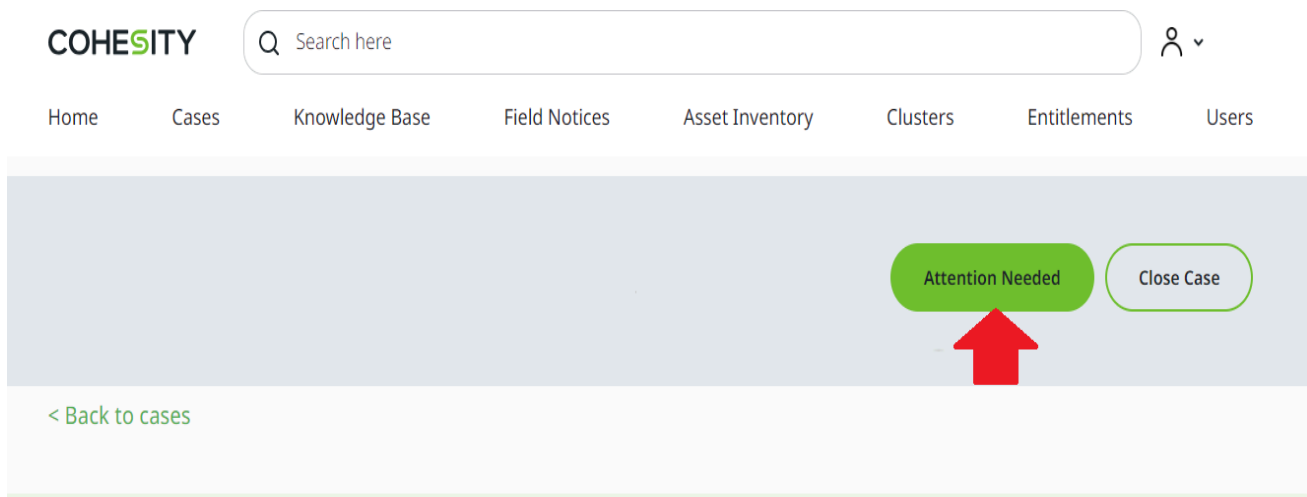 COHESITY
Search here
Home Cases Knowledge Base Field Notices Asset Inventory Clusters Entitlements Users
Attention Needed Close Case
< Back to cases